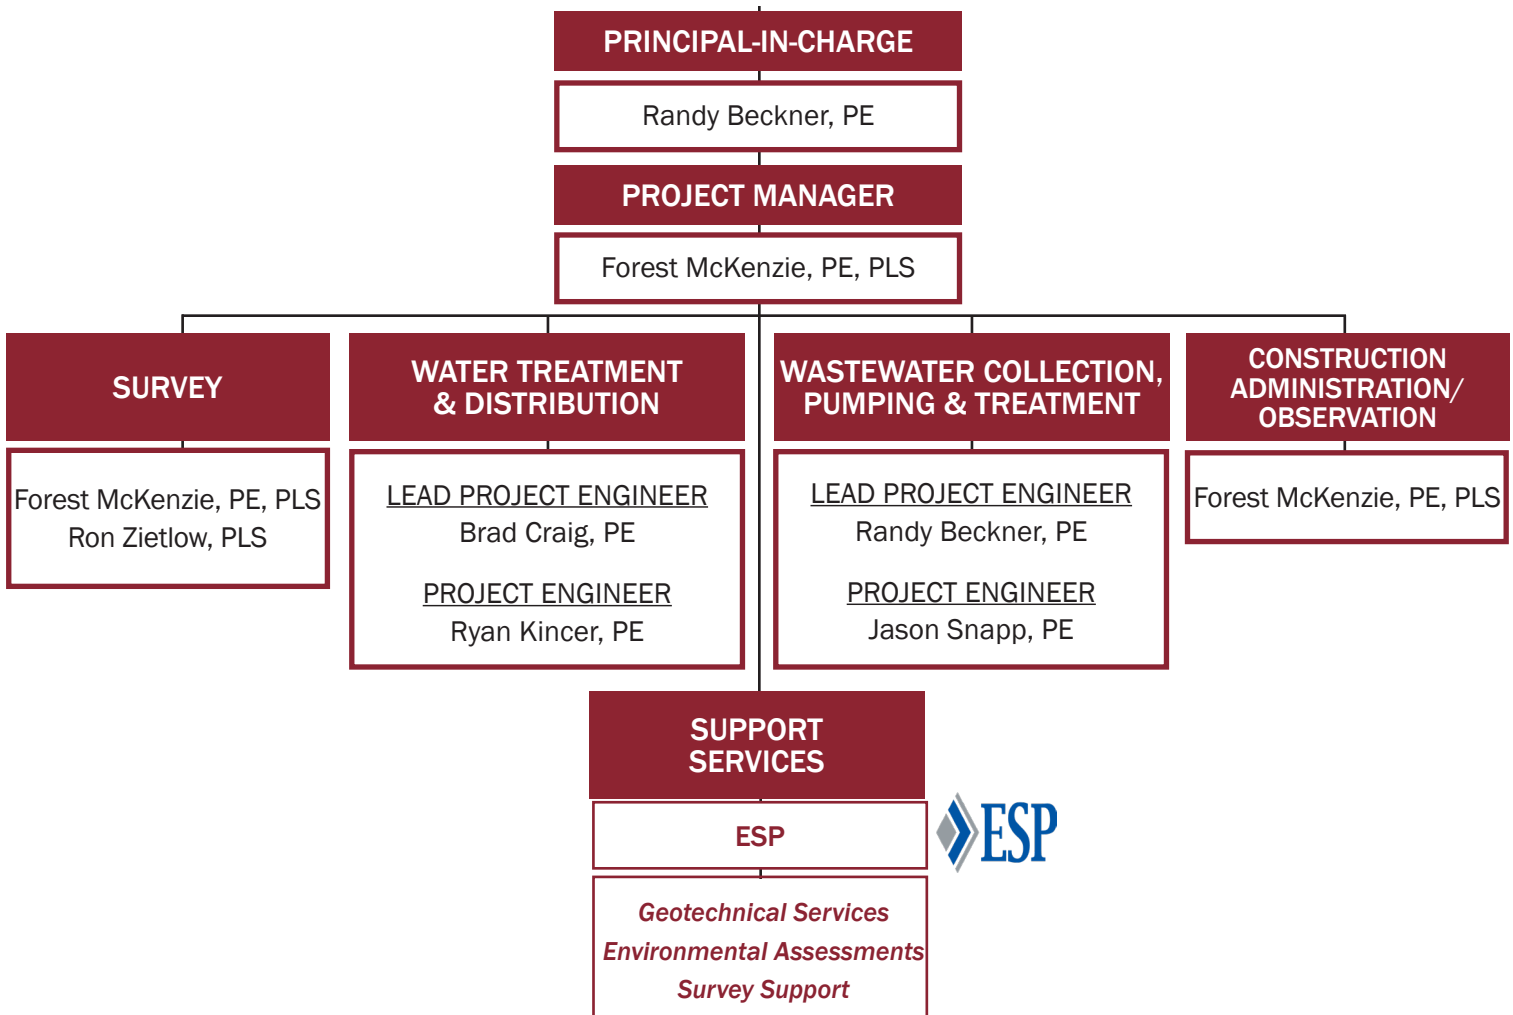 PRINCIPAL-IN-CHARGE
Randy Beckner, PE
PROJECT MANAGER
Forest McKenzie, PE, PLS
SURVEY
Forest McKenzie, PE, PLS
Ron Zietlow, PLS
WATER TREATMENT
& DISTRIBUTION
LEAD PROJECT ENGINEER
Brad Craig, PE
PROJECT ENGINEER
Ryan Kincer, PE
WASTEWATER COLLECTION,
PUMPING & TREATMENT
LEAD PROJECT ENGINEER
Randy Beckner, PE
PROJECT ENGINEER
Jason Snapp, PE
CONSTRUCTION
ADMINISTRATION/
OBSERVATION
Forest McKenzie, PE, PLS
SUPPORT
SERVICES
ESP
ESP
Geotechnical Services
Environmental Assessments
Survey Support